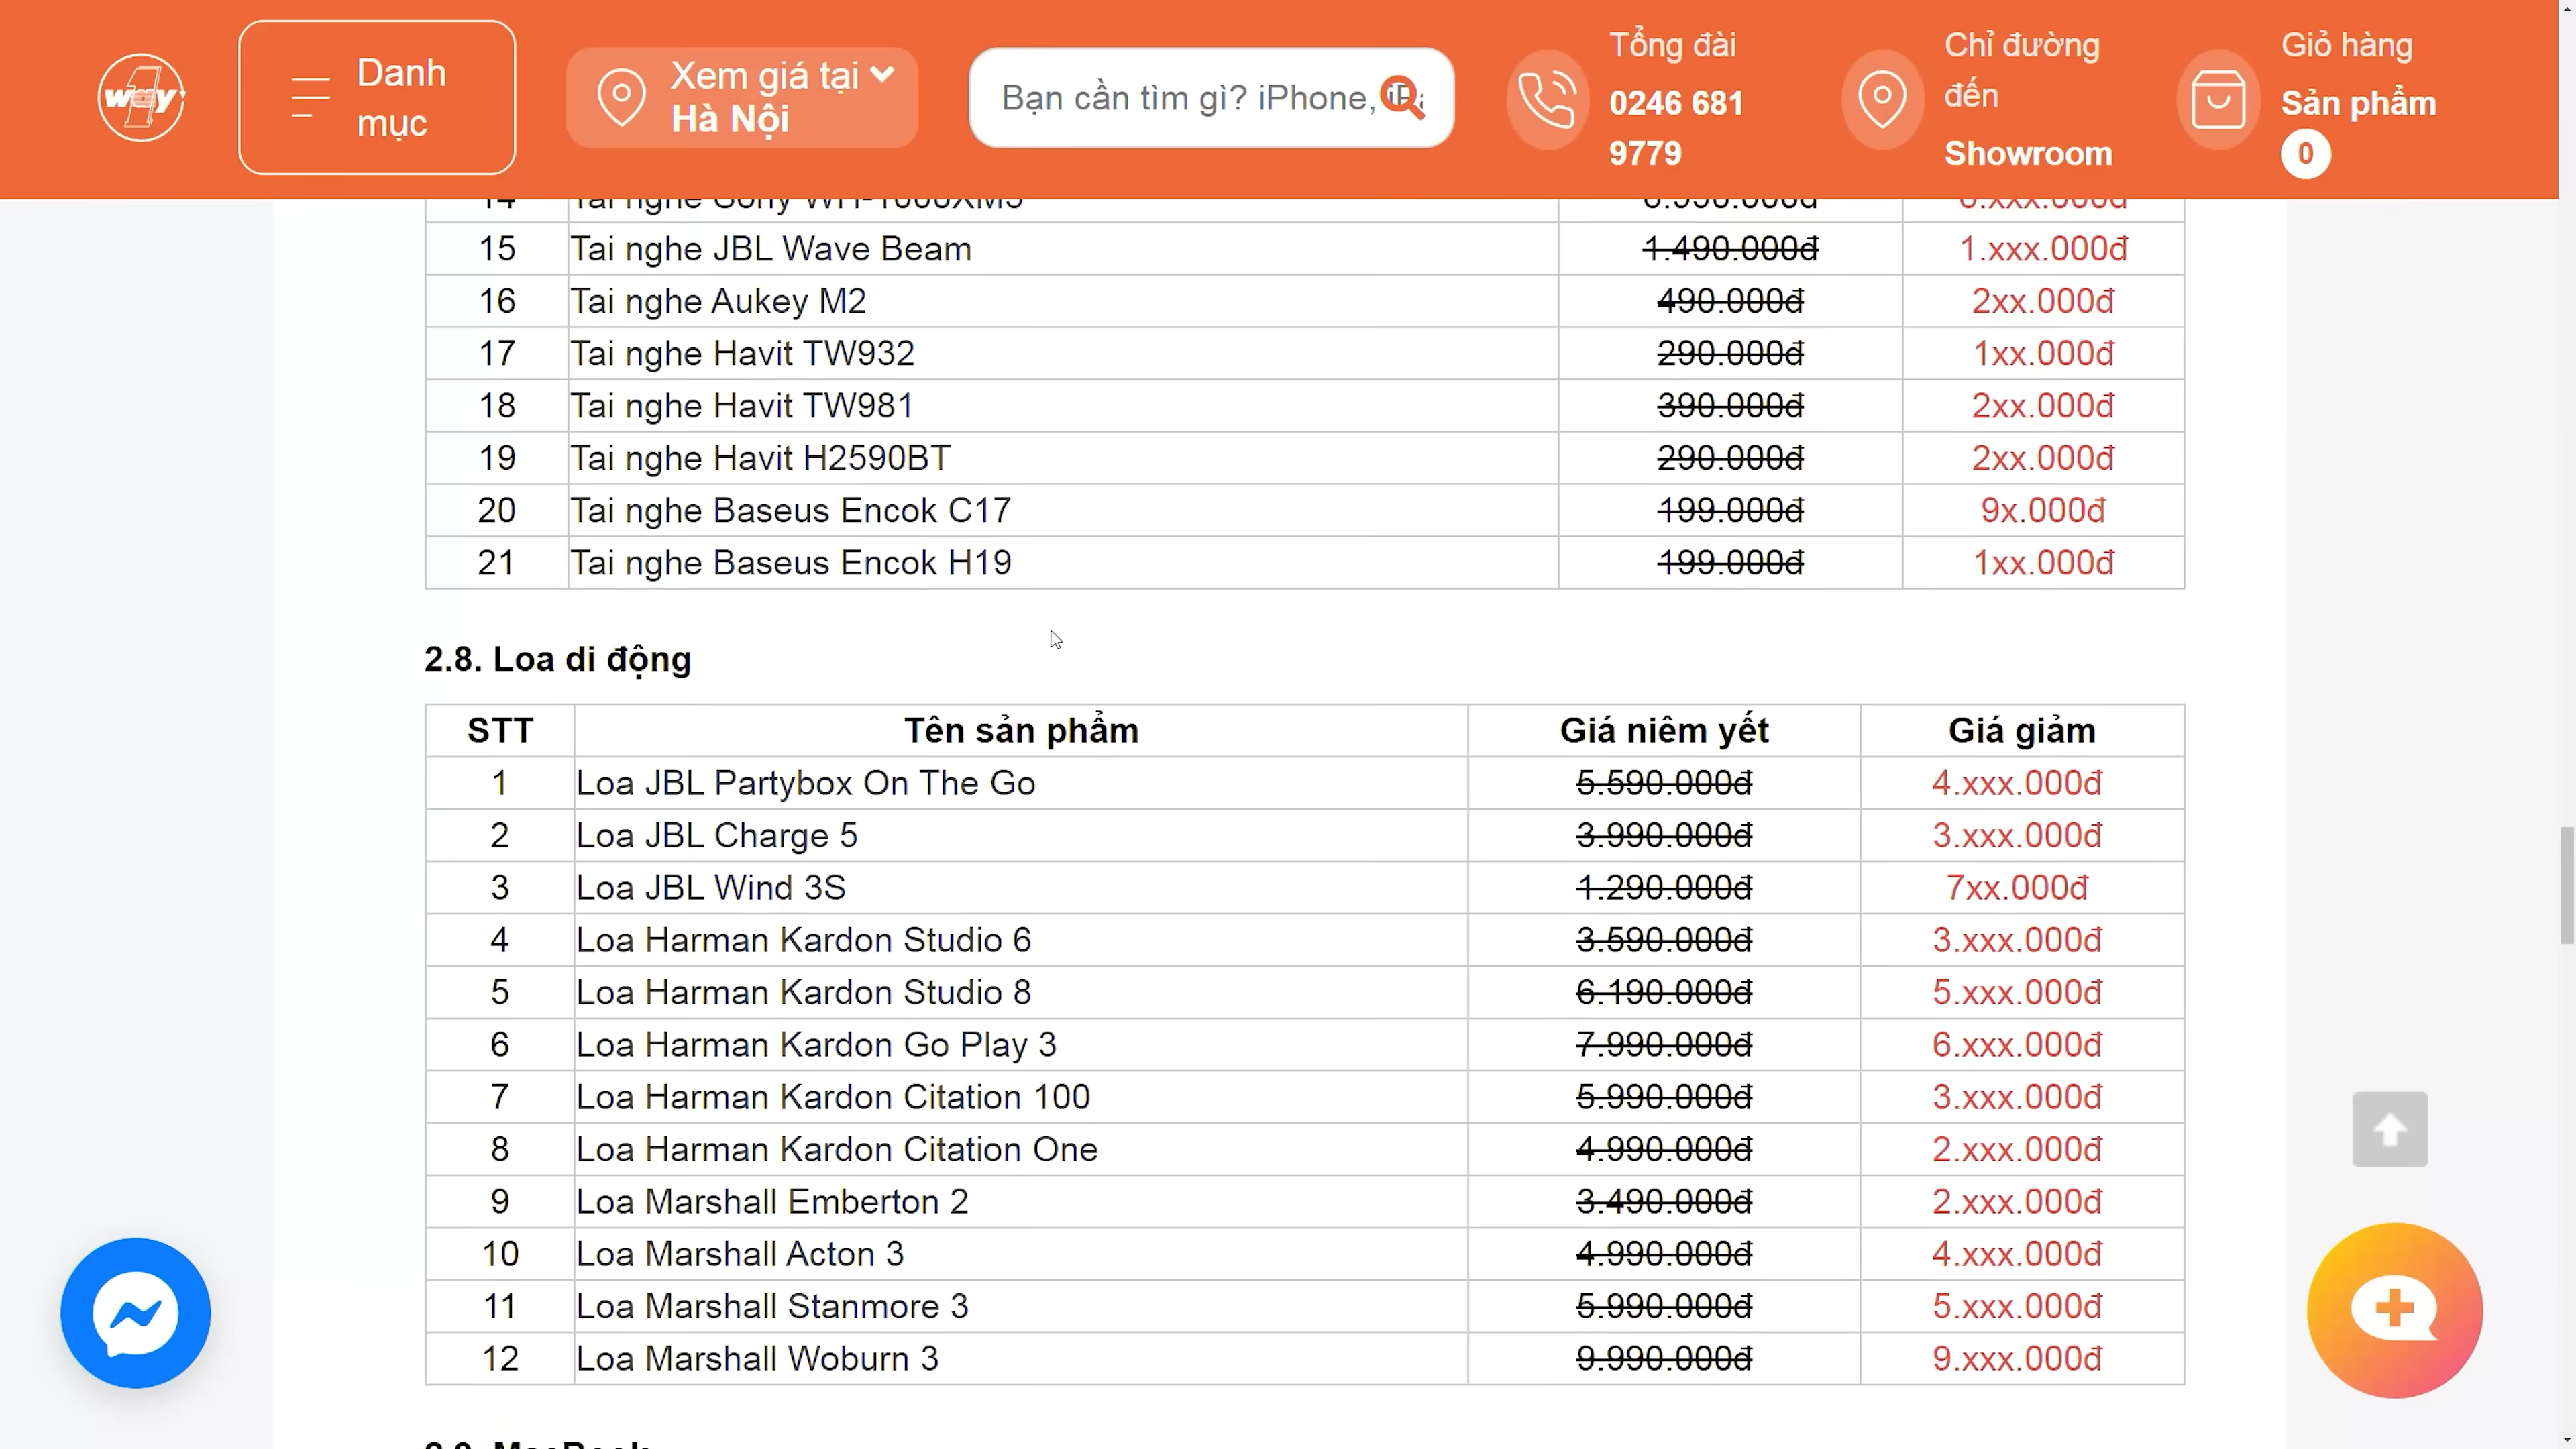 way
Danh
mục
Xem giá tại
Hà Nội
Bạn cần tìm gì? iPhone,
Tổng đài
0246 681
9779
Chỉ đường
đến
Showroom
Giỏ hàng
Sản phẩm
0
15 Tai nghe JBL Wave Beam 1.490.000đ 1.xxx.000đ
16 Tai nghe Aukey M2 490.000đ 2xx.000đ
17 Tai nghe Havit TW932 290.000đ 1xx.000đ
18 Tai nghe Havit TW981 390.000đ 2xx.000đ
19 Tai nghe Havit H2590BT 290.000đ 2xx.000đ
20 Tai nghe Baseus Encok C17 199.000đ 9x.000đ
21 Tai nghe Baseus Encok H19 199.000đ 1xx.000đ
2.8. Loa di động
STT Tên sản phẩm Giá niêm yết Giá giảm
1 Loa JBL Partybox On The Go 5.590.000đ 4.xxx.000đ
2 Loa JBL Charge 5 3.990.000đ 3.xxx.000đ
3 Loa JBL Wind 3S 1.290.000đ 7xx.000đ
4 Loa Harman Kardon Studio 6 3.590.000đ 3.xxx.000đ
5 Loa Harman Kardon Studio 8 6.190.000đ 5.xxx.000đ
6 Loa Harman Kardon Go Play 3 7.990.000đ 6.xxx.000đ
7 Loa Harman Kardon Citation 100 5.990.000đ 3.xxx.000đ
8 Loa Harman Kardon Citation One 4.990.000đ 2.xxx.000đ
9 Loa Marshall Emberton 2 3.490.000đ 2.xxx.000đ
10 Loa Marshall Acton 3 4.990.000đ 4.xxx.000đ
11 Loa Marshall Stanmore 3 5.990.000đ 5.xxx.000đ
12 Loa Marshall Woburn 3 9.990.000đ 9.xxx.000đ